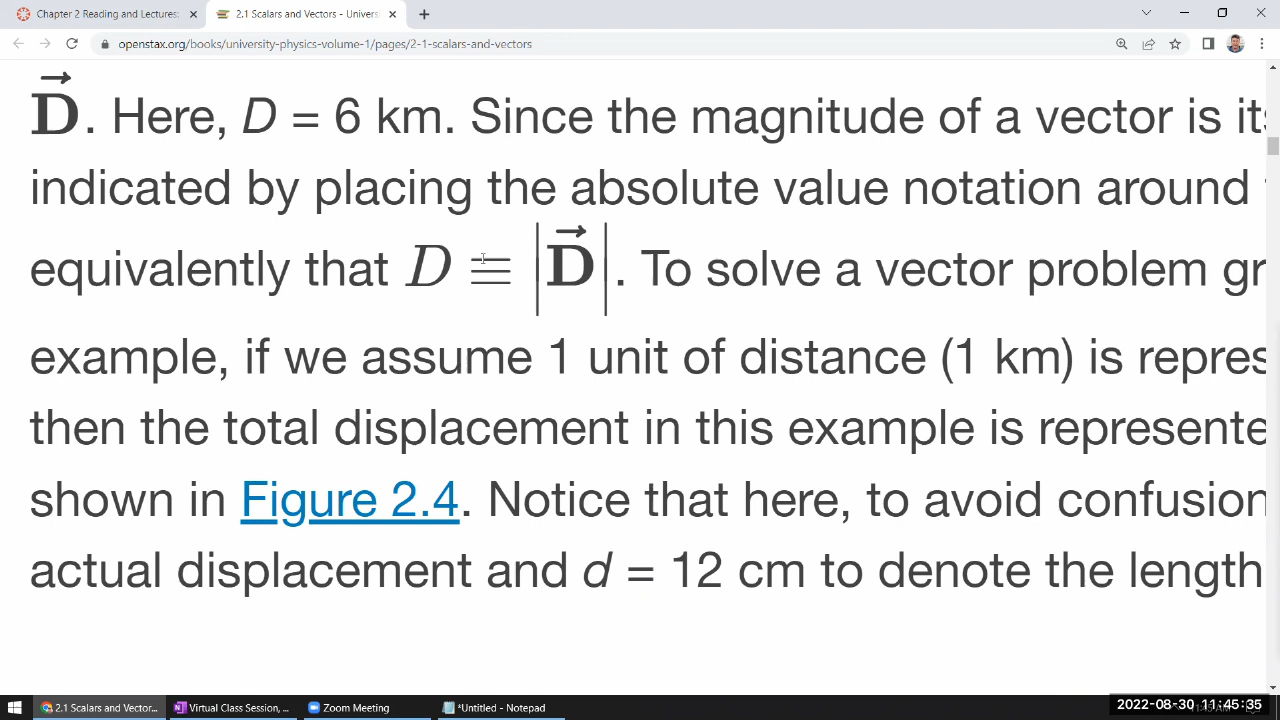 Chapter 2 Reading and Lectures:
2.1 Scalars and Vectors - Univers
openstax.org/books/university-physics-volume-1/pages/2-1-scalars-and-vectors
D⃗. Here, D = 6 km. Since the magnitude of a vector is its
indicated by placing the absolute value notation around
equivalently that D ≡ |D⃗|. To solve a vector problem gr
example, if we assume 1 unit of distance (1 km) is repres
then the total displacement in this example is represente
shown in Figure 2.4. Notice that here, to avoid confusion
actual displacement and d = 12 cm to denote the length
2.1 Scalars and Vector... Virtual Class Session, ... Zoom Meeting *Untitled - Notepad 2022-08-30 11:45:35